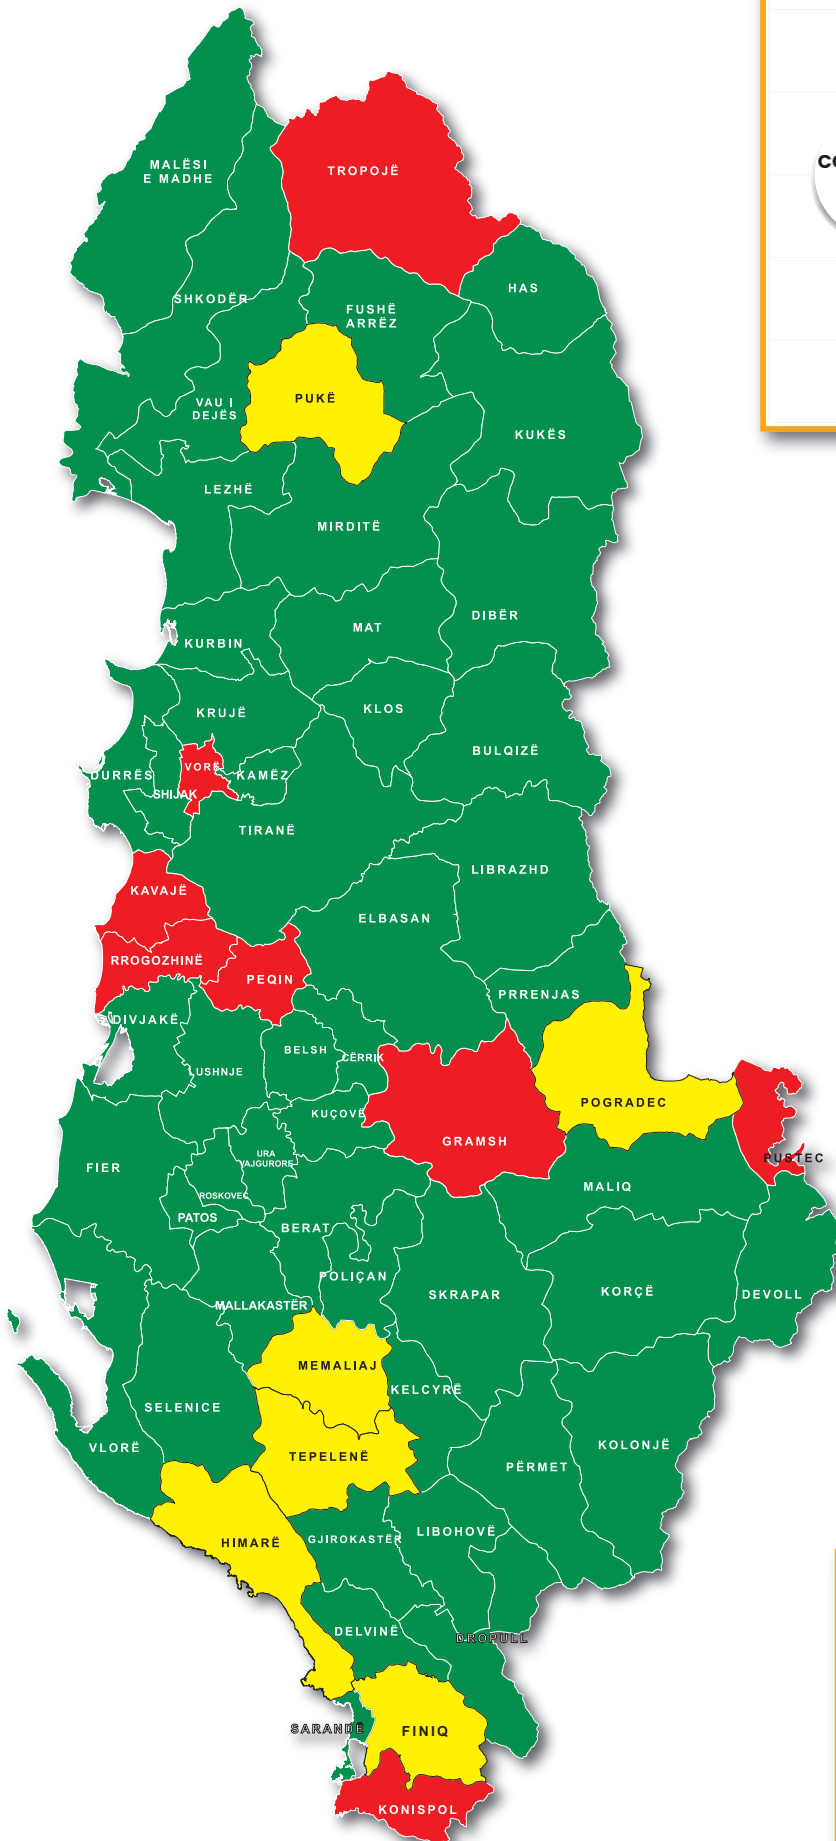 MALËSI
E MADHE
TROPOJË
HAS
SHKODËR
FUSHË
ARRËZ
PUKË
VAU I
DEJËS
KUKËS
LEZHË
MIRDITË
DIBËR
MAT
KURBIN
KLOS
KRUJË
BULQIZË
VORË
DURRËS
KAMËZ
SHIJAK
TIRANË
LIBRAZHD
KAVAJË
ELBASAN
RROGOZHINË
PEQIN
PRRENJAS
DIVJAKË
BELSH
CËRRIK
LUSHNJE
POGRADEC
KUÇOVË
GRAMSH
URA
VAJGURORE
PUSTEC
FIER
MALIQ
ROSKOVEC
PATOS
BERAT
POLIÇAN
SKRAPAR
KORÇË
DEVOLL
MALLAKASTËR
MEMALIAJ
KELCYRË
SELENICE
VLORË
KOLONJË
TEPELENË
PËRMET
LIBOHOVË
GJIROKASTËR
HIMARË
DELVINË
DROPULL
SARANDË
FINIQ
KONISPOL